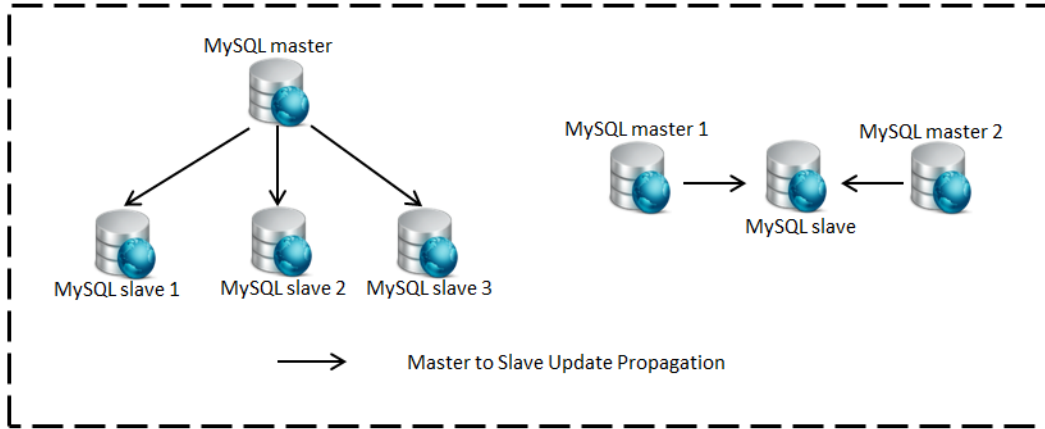 MySQL master
MySQL slave 1
MySQL slave 2
MySQL slave 3
MySQL master 1
MySQL master 2
MySQL slave
Master to Slave Update Propagation